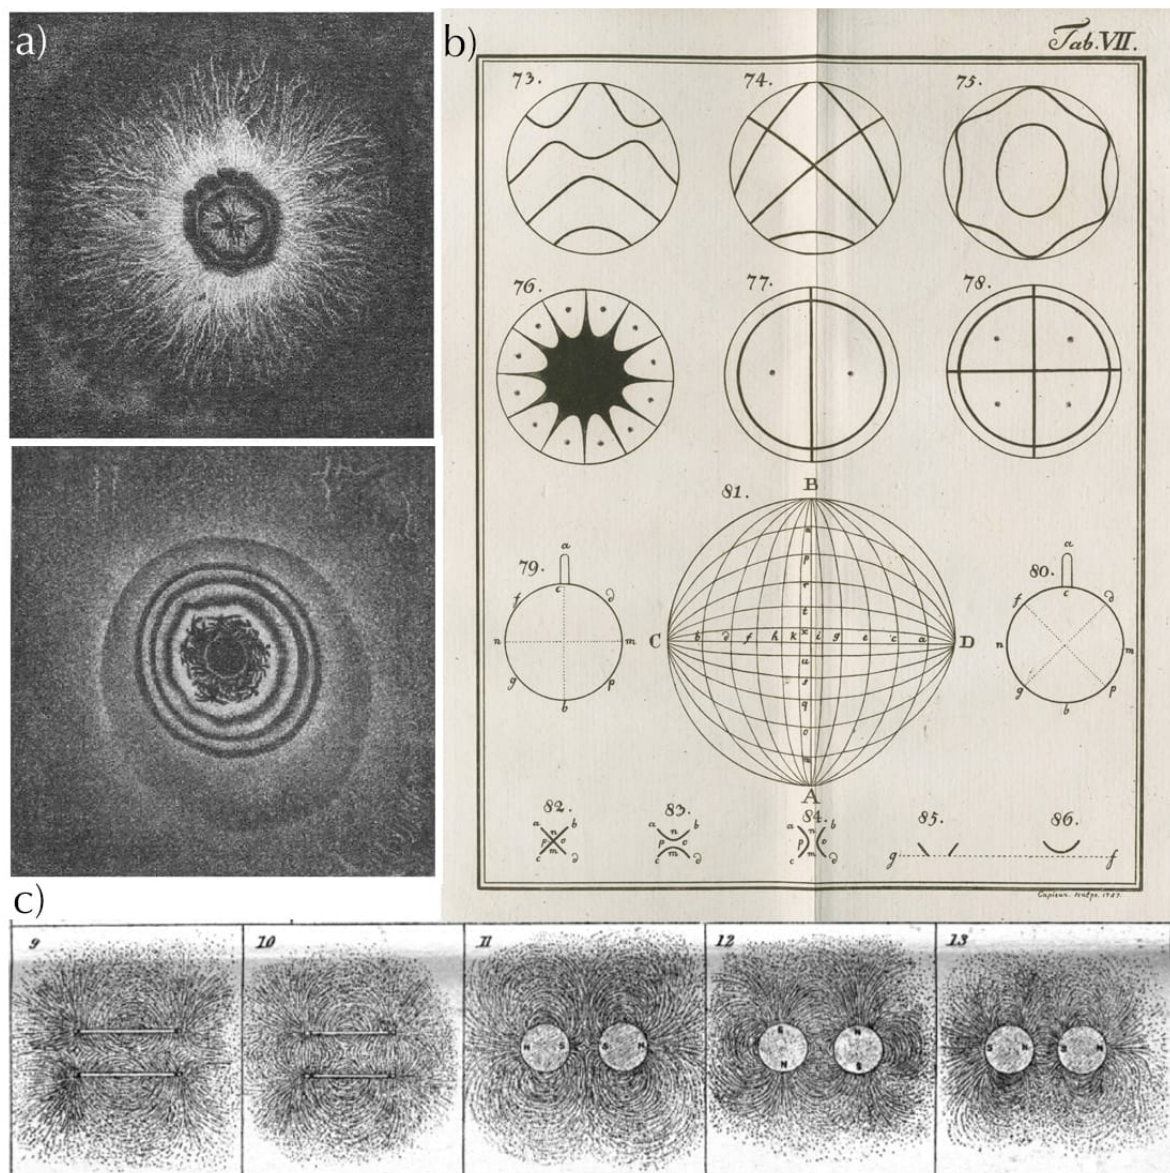 a)
b)
Tab. VII.
73. 74. 75.
76. 77. 78.
81. B
p
r
t
C b d f h k x i g e c a D
u
s
q
o
A
79. a
c
f d
n m
g p
b
80. a
c
f d
n m
g p
b
82. 83. 84. 85. 86.
a n b a n b a n b
p o p o
c m d c m d c m d g f
c)
9 10 11 12 13
N S S N
S N
N S
S N S N